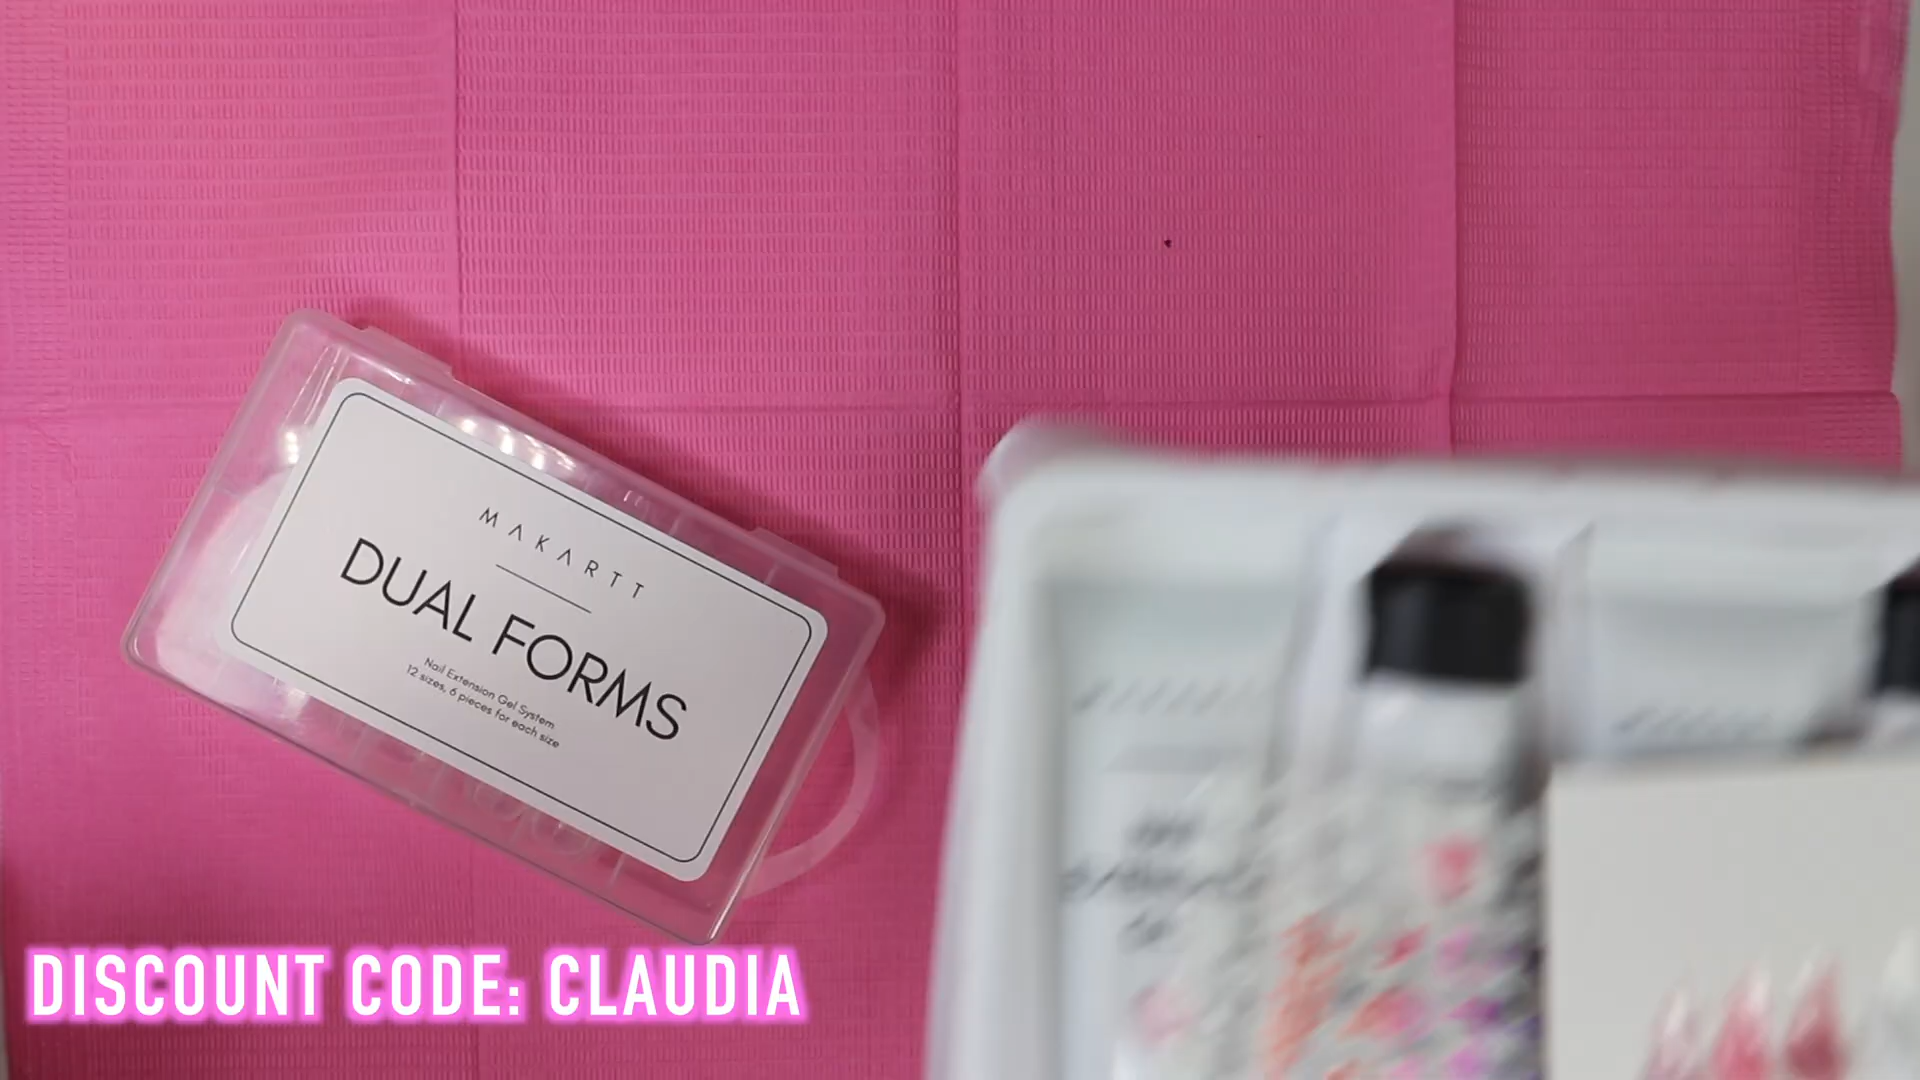 MAKARTT
DUAL FORMS
Nail Extension Gel System
12 sizes, 6 pieces for each size
DISCOUNT CODE: CLAUDIA